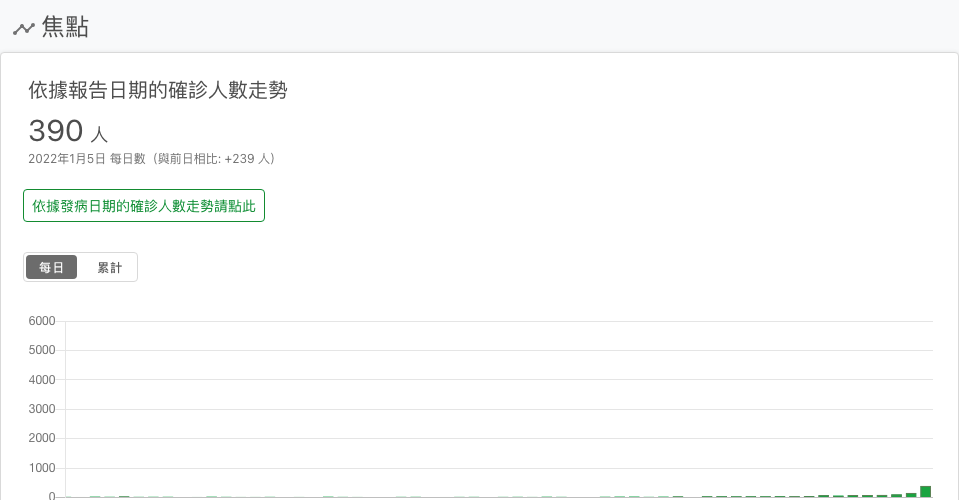 焦點
依據報告日期的確診人數走勢
390 人
2022年1月5日 每日數（與前日相比: +239 人）
依據發病日期的確診人數走勢請點此
每日 累計
6000
5000
4000
3000
2000
1000
0